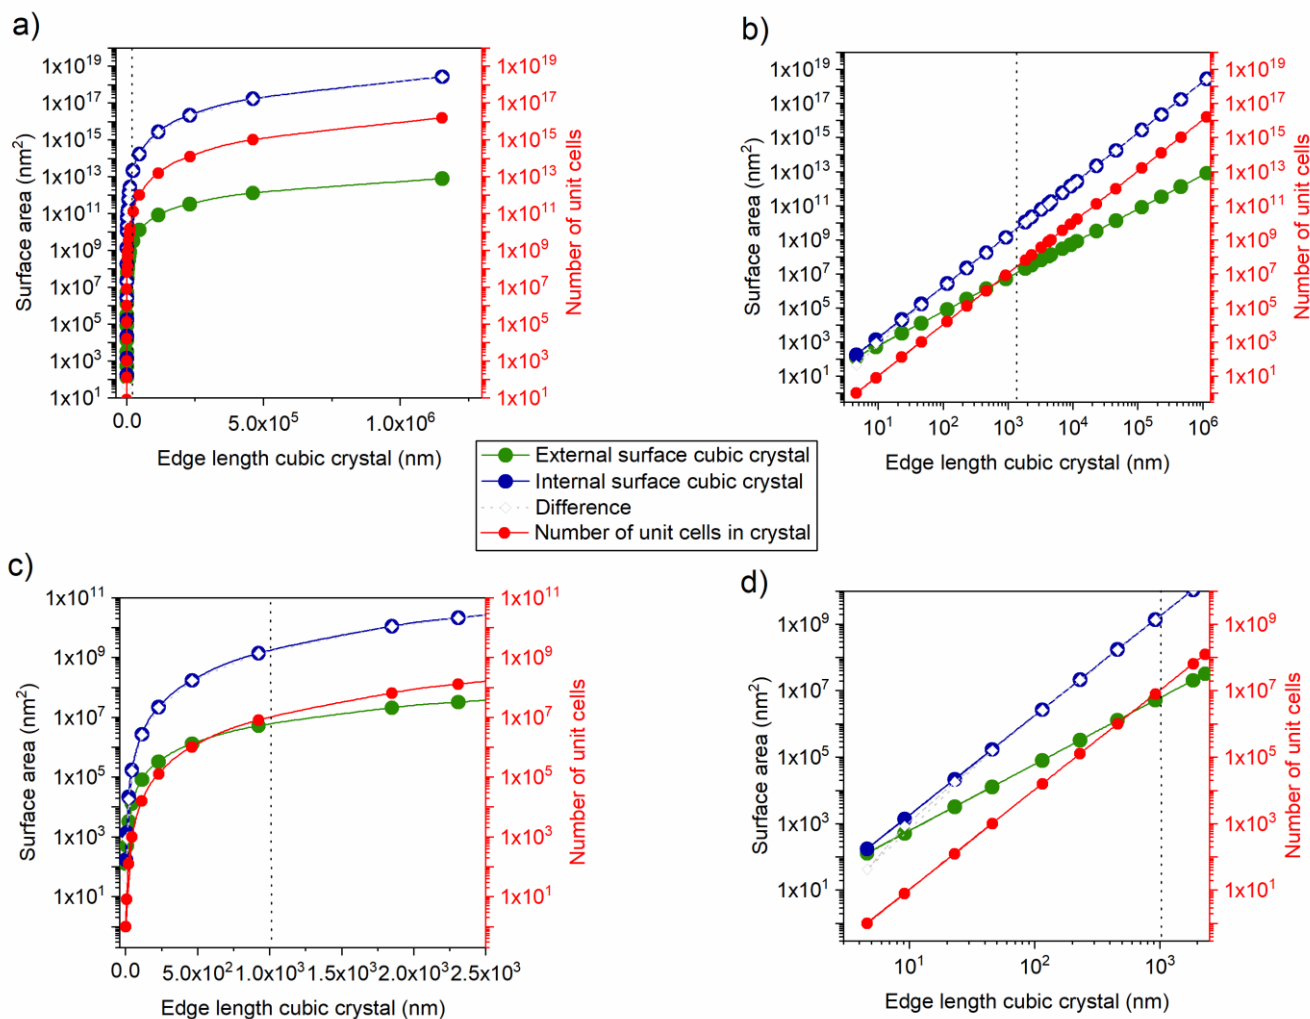 a)
1x10^19
1x10^17
1x10^15
1x10^13
1x10^11
1x10^9
1x10^7
1x10^5
1x10^3
1x10^1
Surface area (nm²)
0.0
5.0x10^5
1.0x10^6
Edge length cubic crystal (nm)
1x10^19
1x10^17
1x10^15
1x10^13
1x10^11
1x10^9
1x10^7
1x10^5
1x10^3
1x10^1
Number of unit cells
b)
1x10^19
1x10^17
1x10^15
1x10^13
1x10^11
1x10^9
1x10^7
1x10^5
1x10^3
1x10^1
Surface area (nm²)
10^1
10^2
10^3
10^4
10^5
10^6
Edge length cubic crystal (nm)
1x10^19
1x10^17
1x10^15
1x10^13
1x10^11
1x10^9
1x10^7
1x10^5
1x10^3
1x10^1
Number of unit cells
External surface cubic crystal
Internal surface cubic crystal
Difference
Number of unit cells in crystal
c)
1x10^11
1x10^9
1x10^7
1x10^5
1x10^3
1x10^1
Surface area (nm²)
0.0
5.0x10^2
1.0x10^3
1.5x10^3
2.0x10^3
2.5x10^3
Edge length cubic crystal (nm)
1x10^11
1x10^9
1x10^7
1x10^5
1x10^3
1x10^1
Number of unit cells
d)
1x10^9
1x10^7
1x10^5
1x10^3
1x10^1
Surface area (nm²)
10^1
10^2
10^3
Edge length cubic crystal (nm)
1x10^9
1x10^7
1x10^5
1x10^3
1x10^1
Number of unit cells